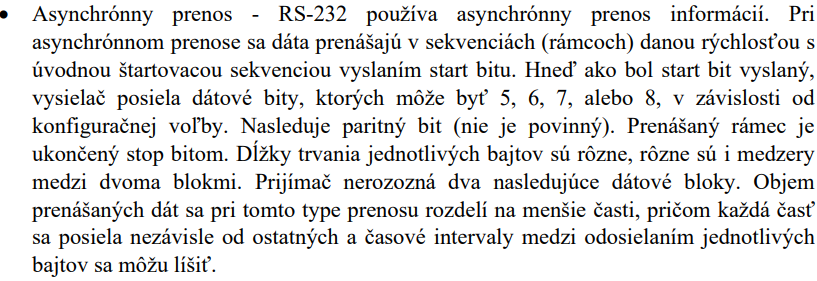 • Asynchrónny prenos - RS-232 používa asynchrónny prenos informácií. Pri
asynchrónnom prenose sa dáta prenášajú v sekvenciách (rámcoch) danou rýchlosťou s
úvodnou štartovacou sekvenciou vyslaním start bitu. Hneď ako bol start bit vyslaný,
vysielač posiela dátové bity, ktorých môže byť 5, 6, 7, alebo 8, v závislosti od
konfiguračnej voľby. Nasleduje paritný bit (nie je povinný). Prenášaný rámec je
ukončený stop bitom. Dĺžky trvania jednotlivých bajtov sú rôzne, rôzne sú i medzery
medzi dvoma blokmi. Prijímač nerozozná dva nasledujúce dátové bloky. Objem
prenášaných dát sa pri tomto type prenosu rozdelí na menšie časti, pričom každá časť
sa posiela nezávisle od ostatných a časové intervaly medzi odosielaním jednotlivých
bajtov sa môžu líšiť.